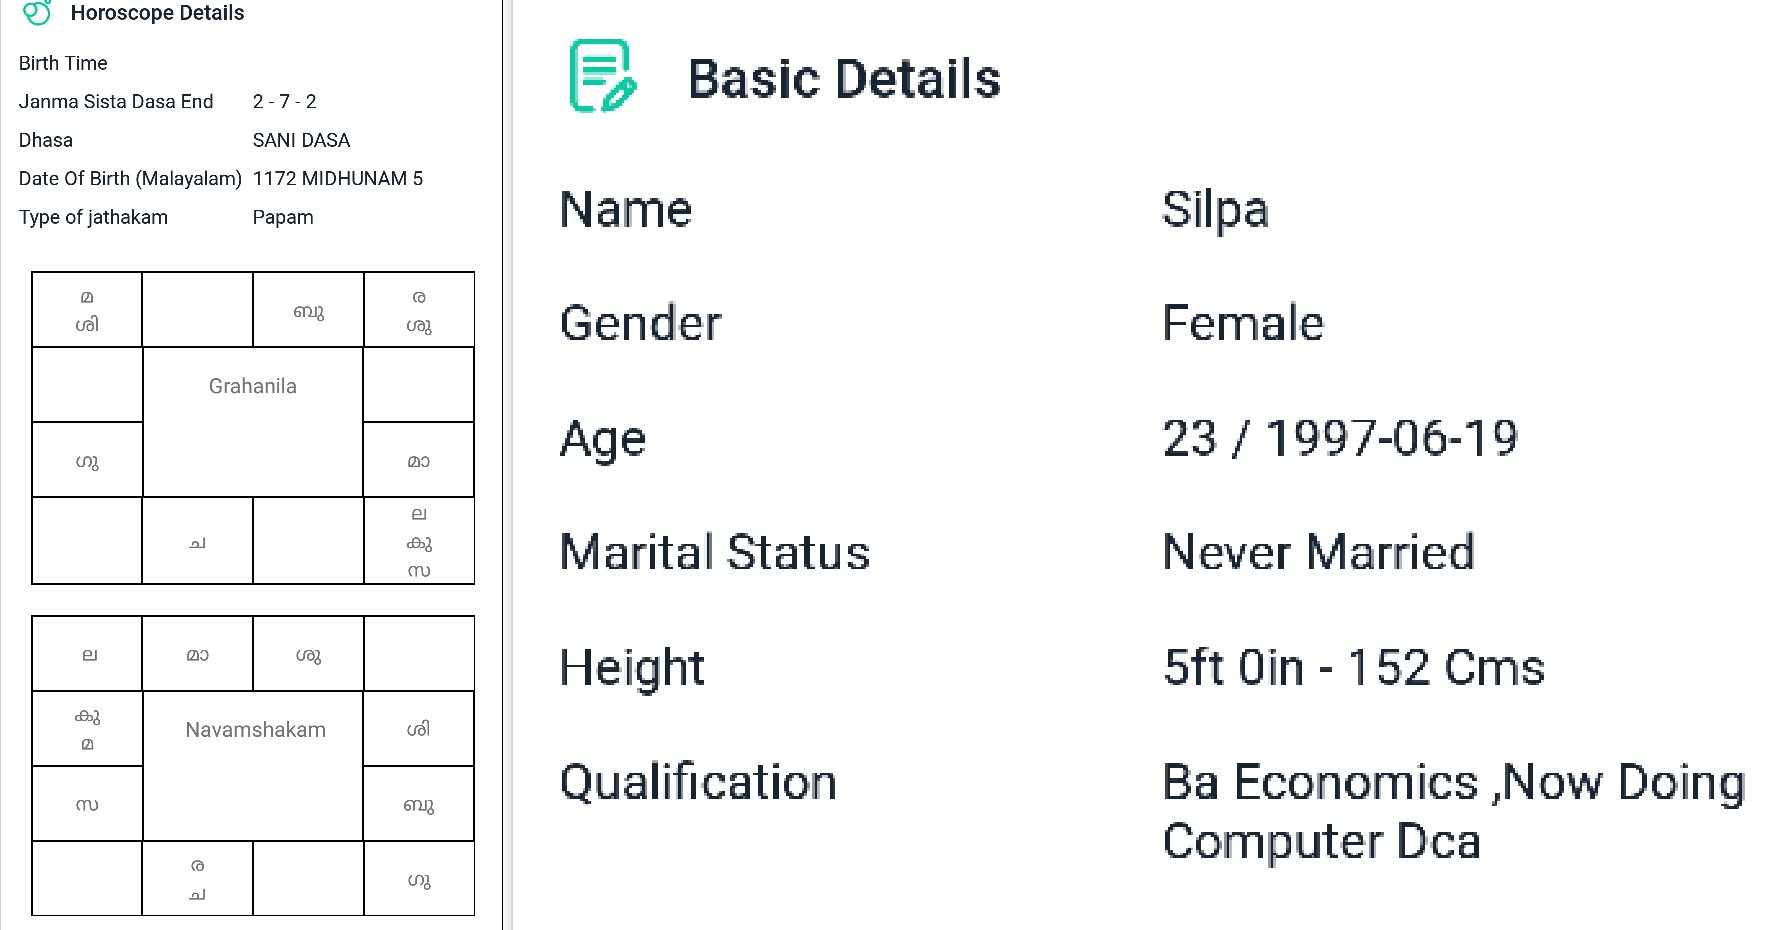 Horoscope Details
Birth Time
Janma Sista Dasa End 2 - 7 - 2
Dhasa SANI DASA
Date Of Birth (Malayalam) 1172 MIDHUNAM 5
Type of jathakam Papam
മ
ശി
ബു
ര
ശു
Grahanila
ഗു
മാ
ച
ല
കു
സ
ല
മാ
ശു
കു
മ
Navamshakam
ശി
സ
ബു
ര
ച
ഗു
Basic Details
Name Silpa
Gender Female
Age 23 / 1997-06-19
Marital Status Never Married
Height 5ft 0in - 152 Cms
Qualification Ba Economics ,Now Doing
Computer Dca